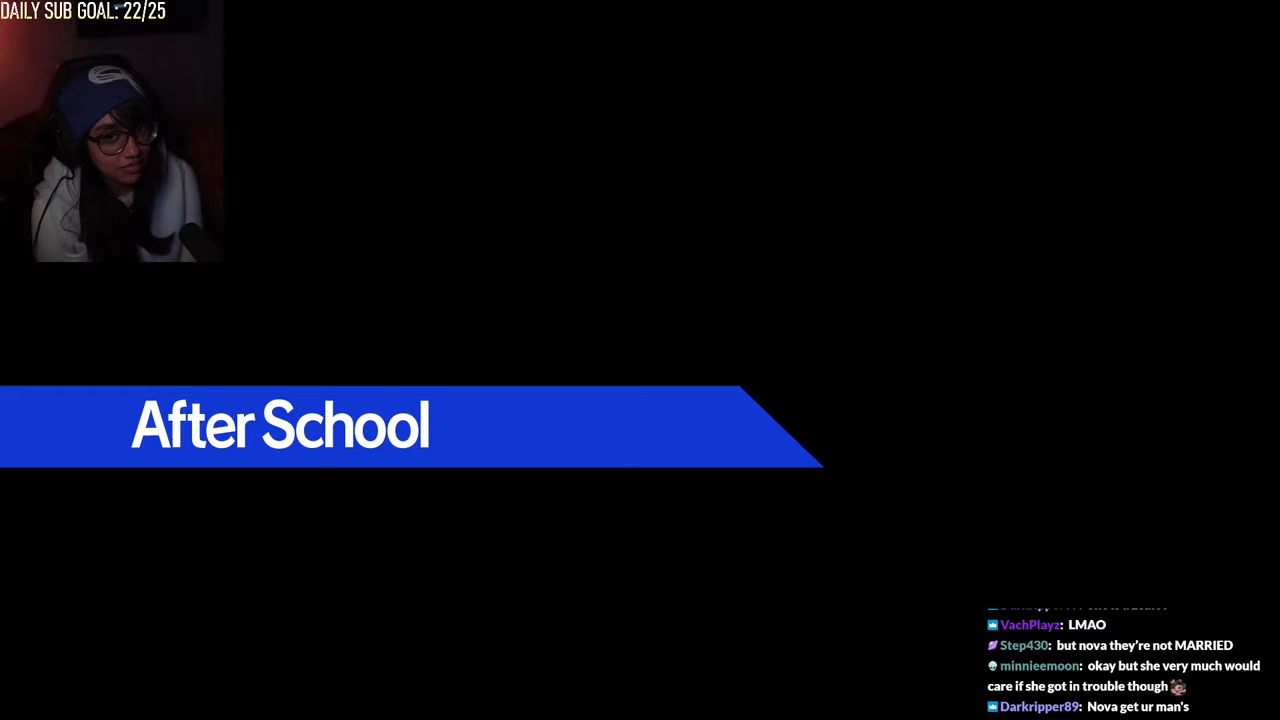 DAILY SUB GOAL: 22/25
After School
VachPlayz: LMAO
Step430: but nova they're not MARRIED
minnieemoon: okay but she very much would
care if she got in trouble though
Darkripper89: Nova get ur man's